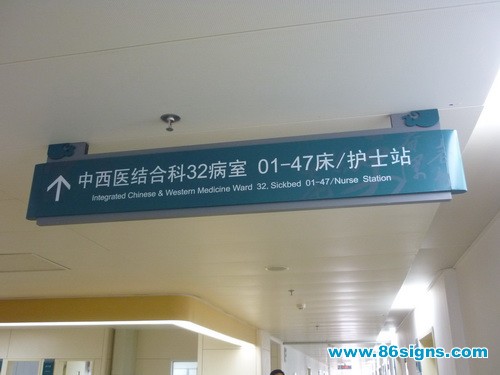 中西医结合科32病室 01-47床/护士站
Integrated Chinese & Western Medicine Ward 32, Sickbed 01-47/Nurse Station
www.86signs.com